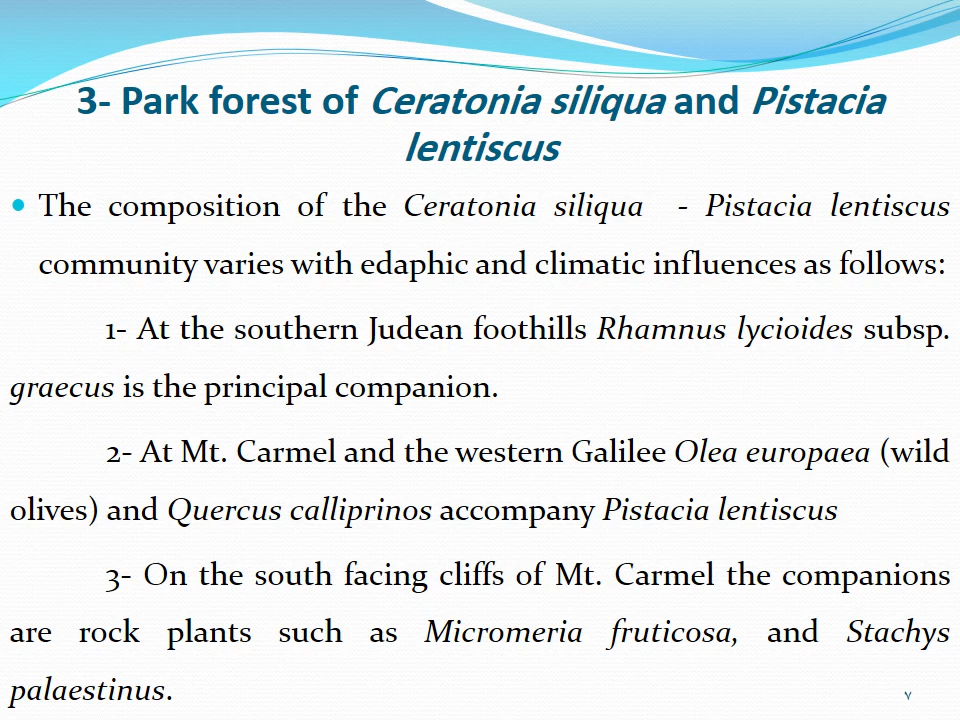 3- Park forest of Ceratonia siliqua and Pistacia
lentiscus
• The composition of the Ceratonia siliqua - Pistacia lentiscus
community varies with edaphic and climatic influences as follows:
1- At the southern Judean foothills Rhamnus lycioides subsp.
graecus is the principal companion.
2- At Mt. Carmel and the western Galilee Olea europaea (wild
olives) and Quercus calliprinos accompany Pistacia lentiscus
3- On the south facing cliffs of Mt. Carmel the companions
are rock plants such as Micromeria fruticosa, and Stachys
palaestinus.
٧